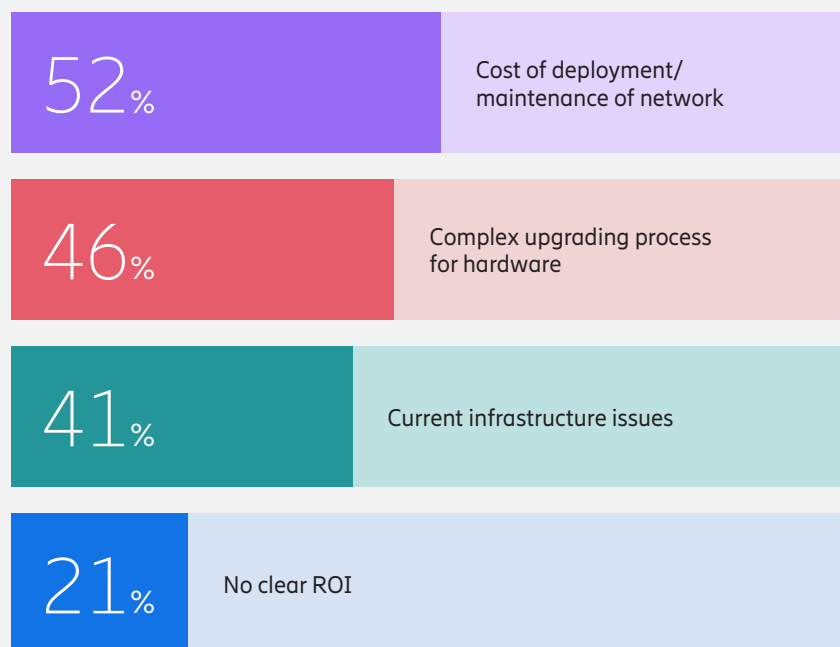 52%
Cost of deployment/
maintenance of network
46%
Complex upgrading process
for hardware
41%
Current infrastructure issues
21%
No clear ROI